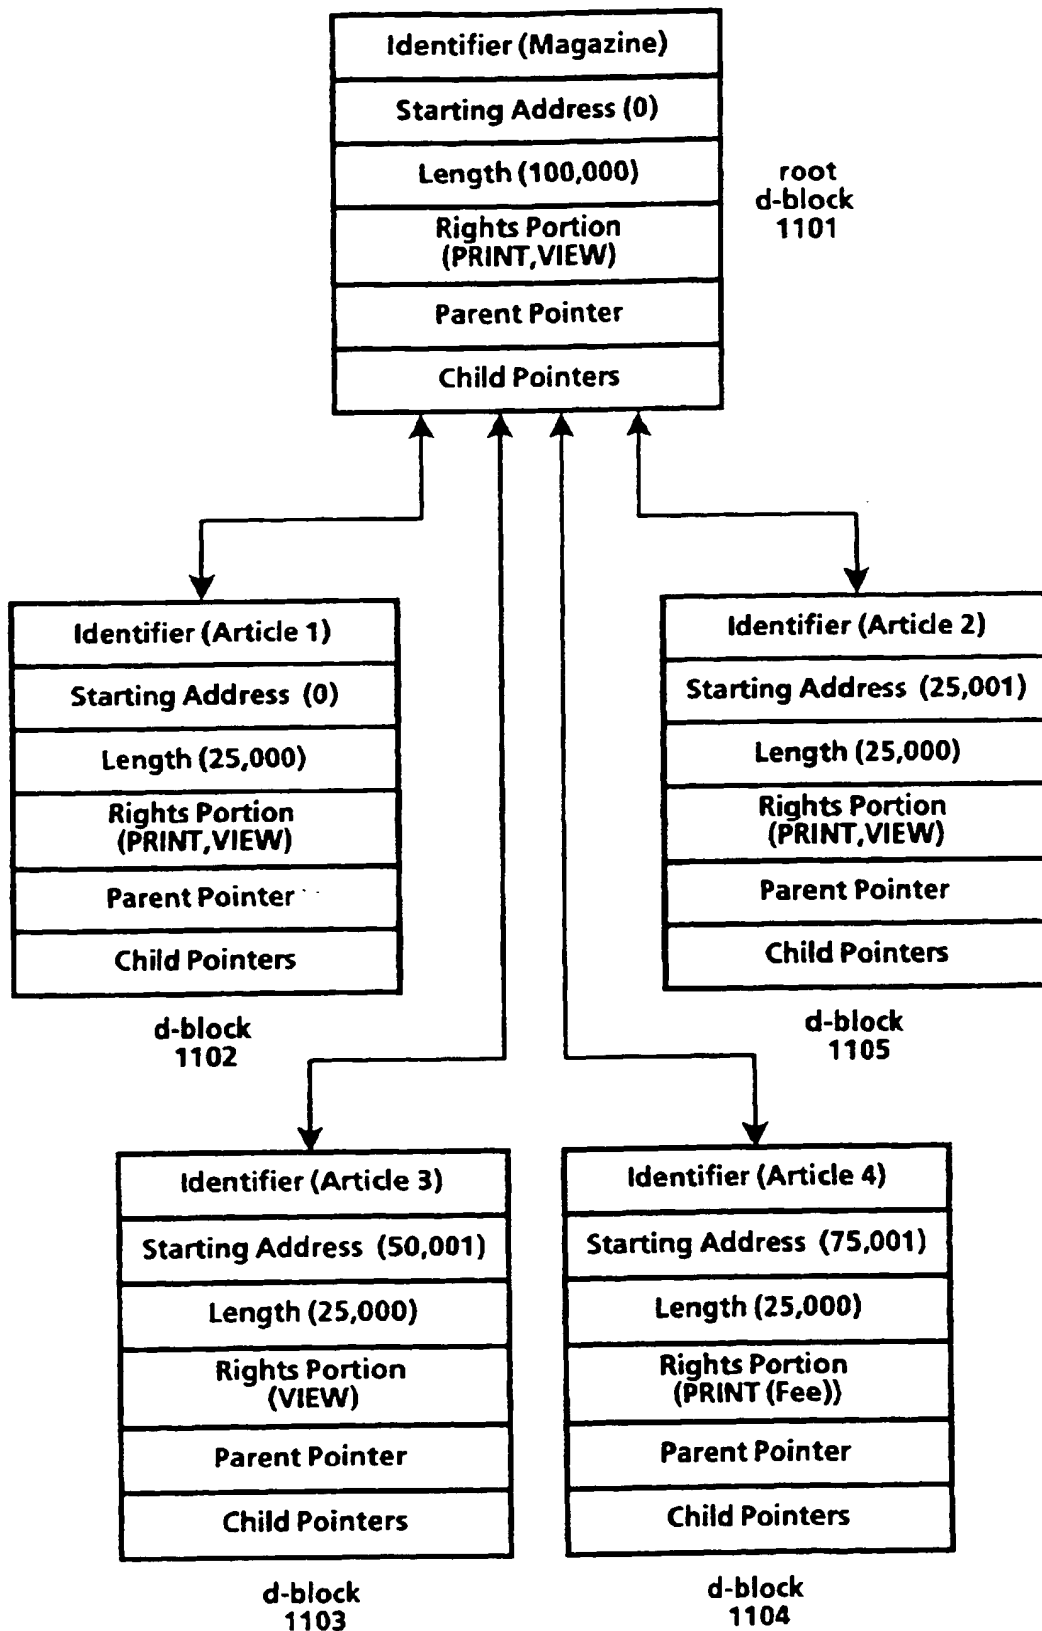 Identifier (Magazine)
Starting Address (0)
Length (100,000)
Rights Portion
(PRINT,VIEW)
Parent Pointer
Child Pointers
root
d-block
1101
Identifier (Article 1)
Starting Address (0)
Length (25,000)
Rights Portion
(PRINT,VIEW)
Parent Pointer
Child Pointers
d-block
1102
Identifier (Article 2)
Starting Address (25,001)
Length (25,000)
Rights Portion
(PRINT,VIEW)
Parent Pointer
Child Pointers
d-block
1105
Identifier (Article 3)
Starting Address (50,001)
Length (25,000)
Rights Portion
(VIEW)
Parent Pointer
Child Pointers
d-block
1103
Identifier (Article 4)
Starting Address (75,001)
Length (25,000)
Rights Portion
(PRINT (Fee))
Parent Pointer
Child Pointers
d-block
1104